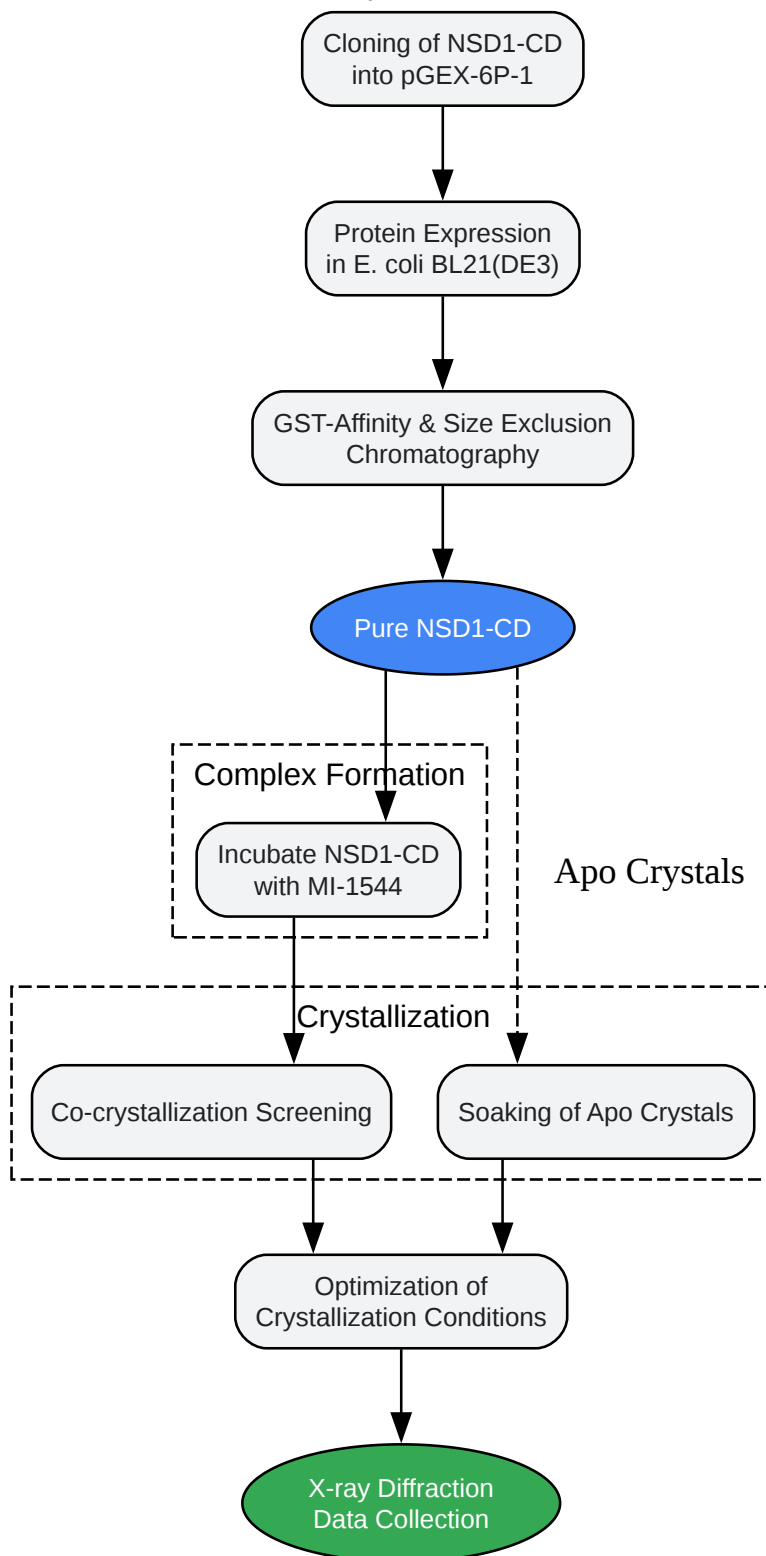 Cloning of NSD1-CD
into pGEX-6P-1
Protein Expression
in E. coli BL21(DE3)
GST-Affinity & Size Exclusion
Chromatography
Pure NSD1-CD
Complex Formation
Incubate NSD1-CD
with MI-1544
Apo Crystals
Crystallization
Co-crystallization Screening
Soaking of Apo Crystals
Optimization of
Crystallization Conditions
X-ray Diffraction
Data Collection